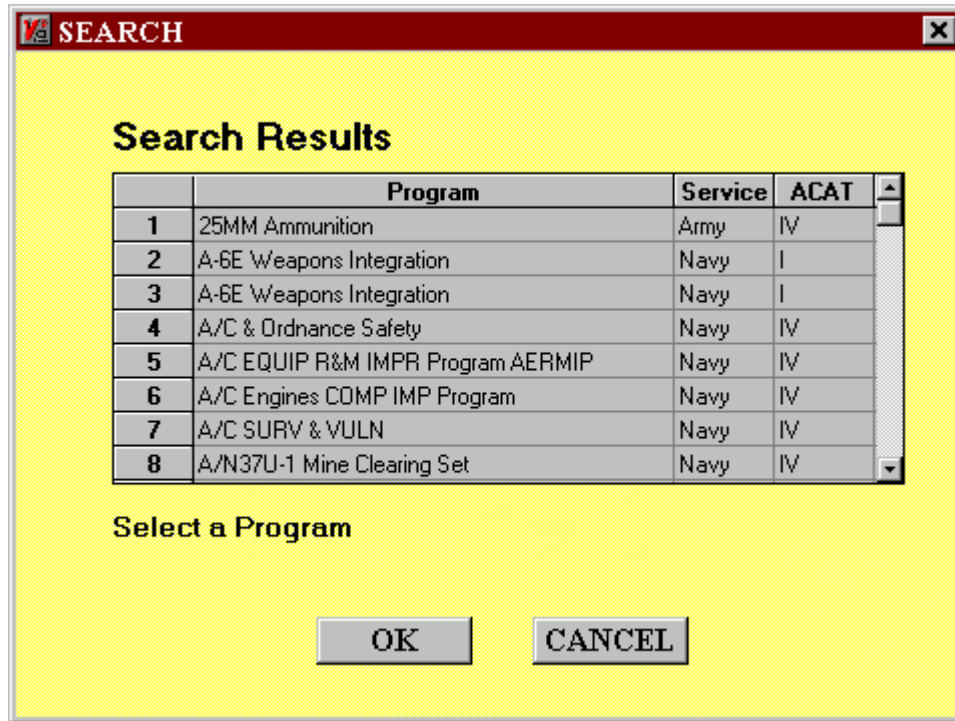 SEARCH
Search Results
Program Service ACAT
1 25MM Ammunition Army IV
2 A-6E Weapons Integration Navy I
3 A-6E Weapons Integration Navy I
4 A/C & Ordnance Safety Navy IV
5 A/C EQUIP R&M IMPR Program AERMIP Navy IV
6 A/C Engines COMP IMP Program Navy IV
7 A/C SURV & VULN Navy IV
8 A/N37U-1 Mine Clearing Set Navy IV
Select a Program
OK CANCEL